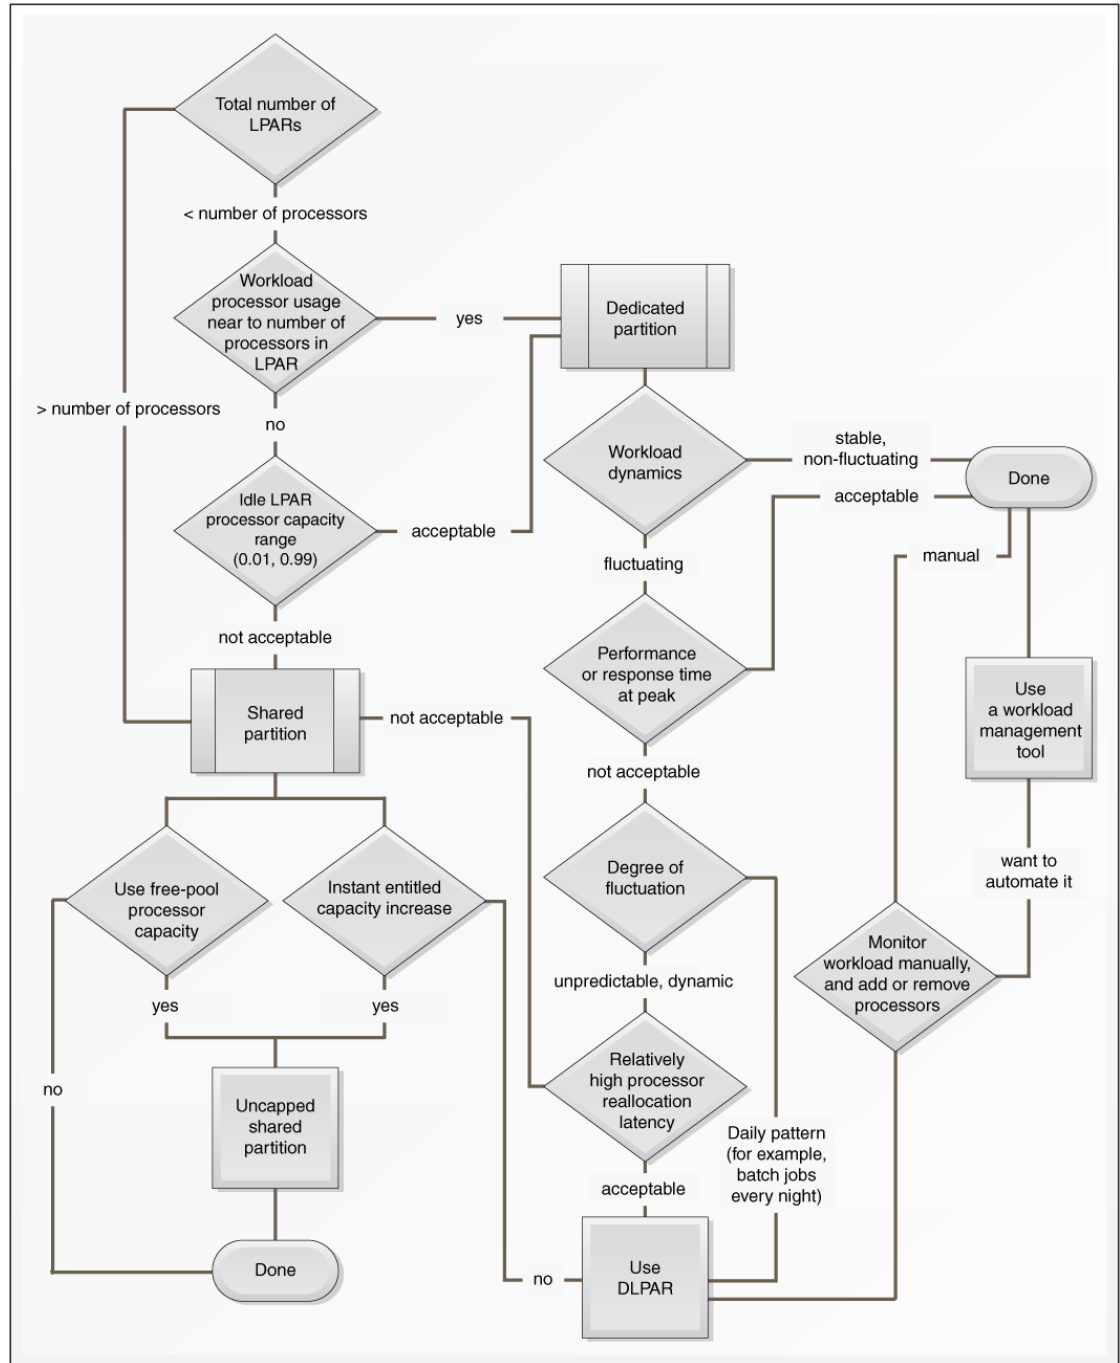 Total number of
LPARs
< number of processors
Workload
processor usage
near to number of
processors in
LPAR
yes
Dedicated
partition
> number of processors
no
Workload
dynamics
stable,
non-fluctuating
Done
Idle LPAR
processor capacity
range
(0.01, 0.99)
acceptable
acceptable
fluctuating
manual
not acceptable
Performance
or response time
at peak
Shared
partition
not acceptable
Use
a workload
management
tool
not acceptable
Use free-pool
processor
capacity
Instant entitled
capacity increase
Degree of
fluctuation
want to
automate it
Monitor
workload manually,
and add or remove
processors
unpredictable, dynamic
yes
yes
no
Relatively
high processor
reallocation
latency
Uncapped
shared
partition
Daily pattern
(for example,
batch jobs
every night)
acceptable
Done
no
Use
DLPAR